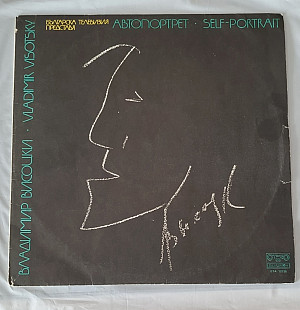 БЪЛГАРСКА ТЕЛЕВИЗИЯ
ПРЕДСТАВЯ
АВТОПОРТРЕТ · SELF-PORTRAIT
ВЛАДИМИР ВИСОЦКИ · VLADIMIR VISOTSKY